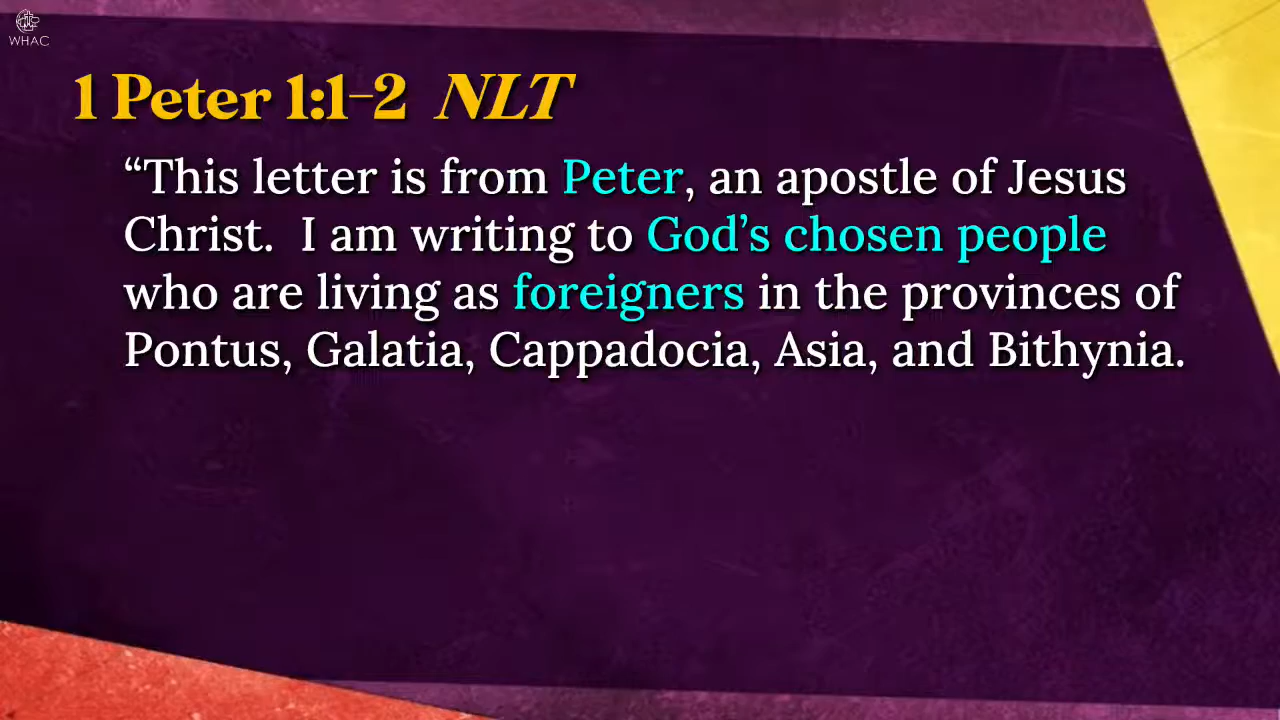 WHAC
1 Peter 1:1–2 NLT
“This letter is from Peter, an apostle of Jesus
Christ.  I am writing to God’s chosen people
who are living as foreigners in the provinces of
Pontus, Galatia, Cappadocia, Asia, and Bithynia.